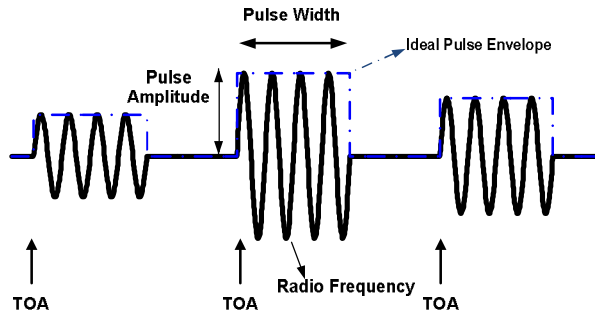 Pulse Width
Ideal Pulse Envelope
Pulse
Amplitude
Radio Frequency
TOA
TOA
TOA